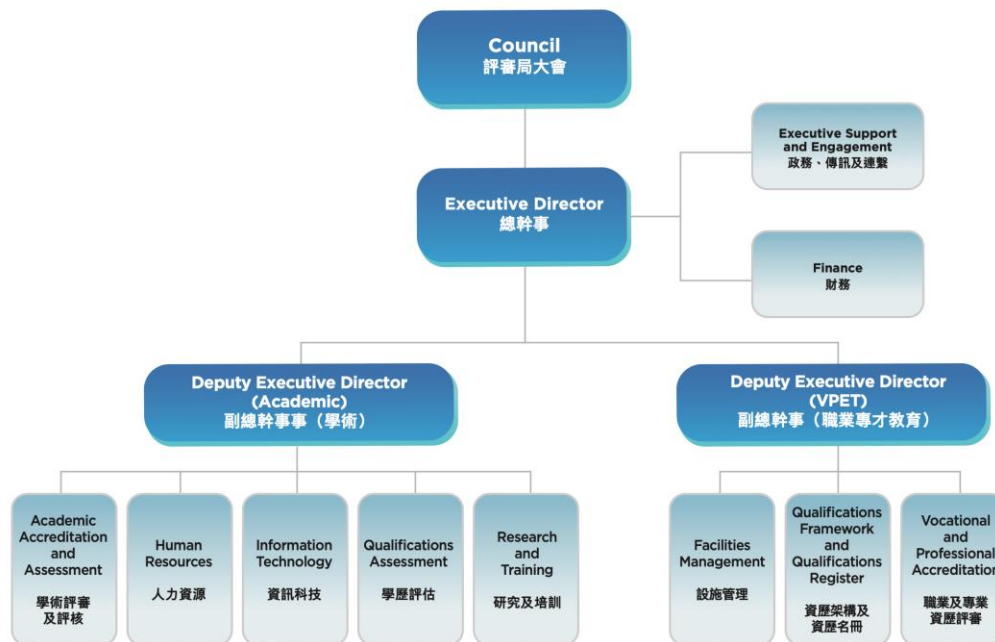 Council
評審局大會
Executive Support
and Engagement
政務、傳訊及連繫
Executive Director
總幹事
Finance
財務
Deputy Executive Director
(Academic)
副總幹事事（學術）
Deputy Executive Director
(VPET)
副總幹事（職業專才教育）
Academic
Accreditation
and
Assessment
學術評審
及評核
Human
Resources
人力資源
Information
Technology
資訊科技
Qualifications
Assessment
學歷評估
Research
and
Training
研究及培訓
Facilities
Management
設施管理
Qualifications
Framework
and
Qualifications
Register
資歷架構及
資歷名冊
Vocational
and
Professional
Accreditation
職業及專業
資歷評審